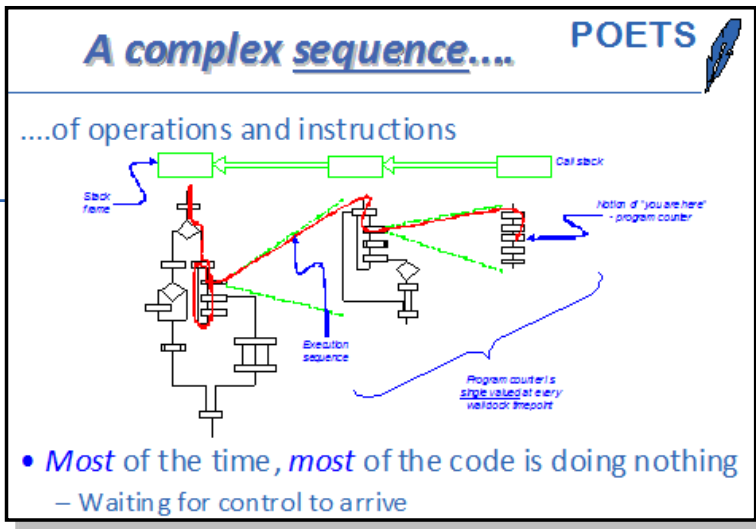 POETS
A complex sequence....
....of operations and instructions
Call stack
Stack
frame
Notion of "you are here"
- program counter
Execution
sequence
Program counter is
single valued at every
wallclock timepoint
• Most of the time, most of the code is doing nothing
– Waiting for control to arrive